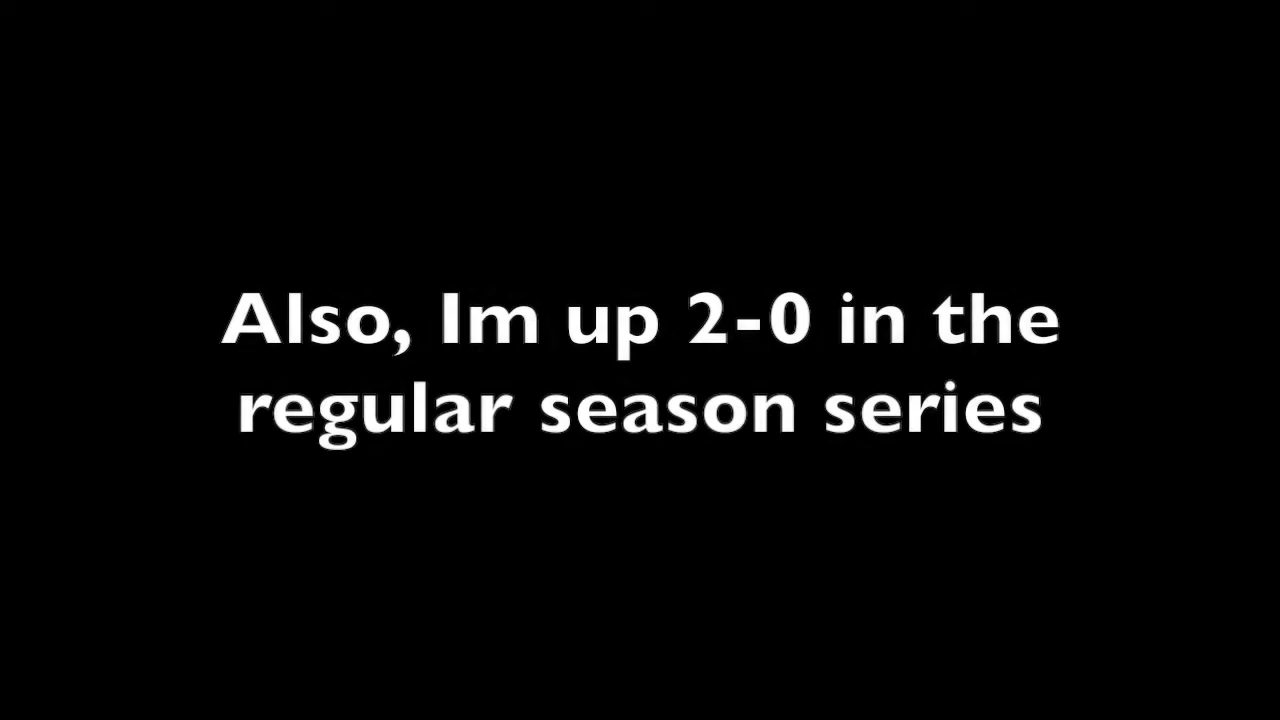 Also, Im up 2-0 in the
regular season series